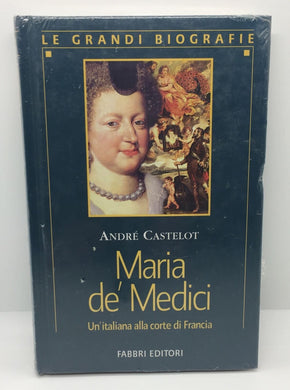 LE GRANDI BIOGRAFIE
ANDRÉ CASTELOT
Maria
de' Medici
Un'italiana alla corte di Francia
FABBRI EDITORI